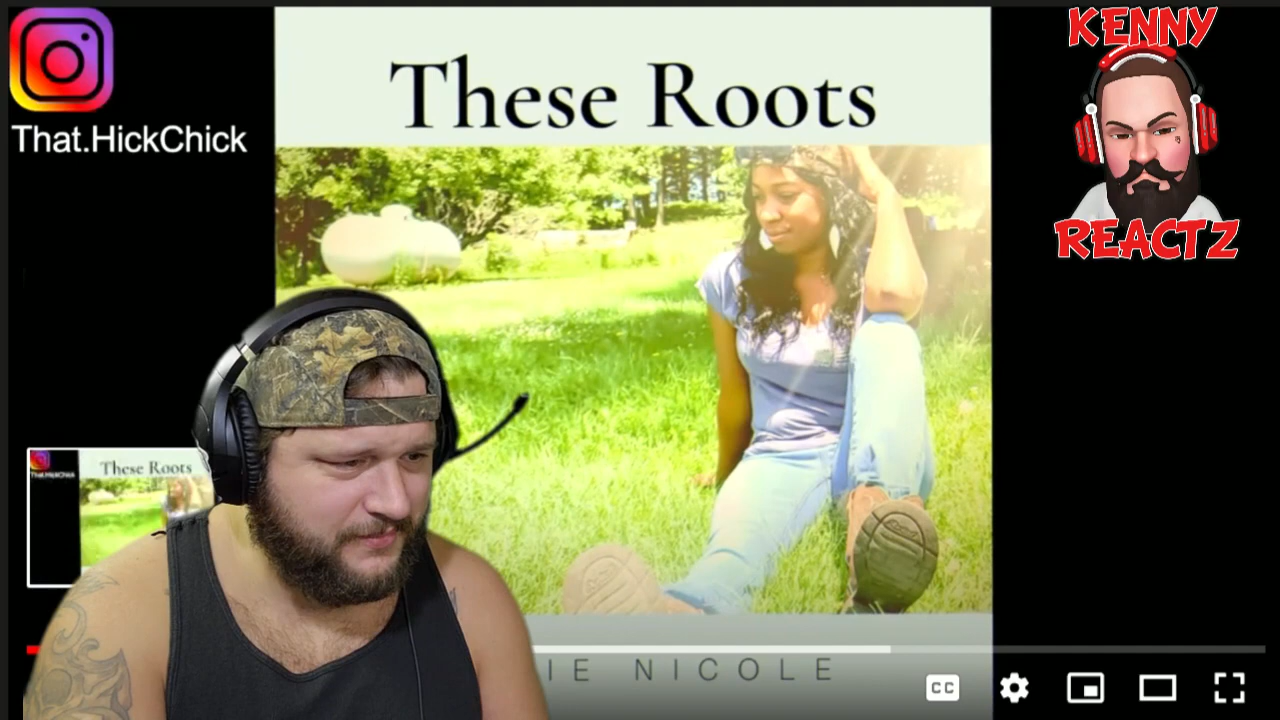 KENNY
REACTZ
That.HickChick
These Roots
These Roots
IE NICOLE
CC